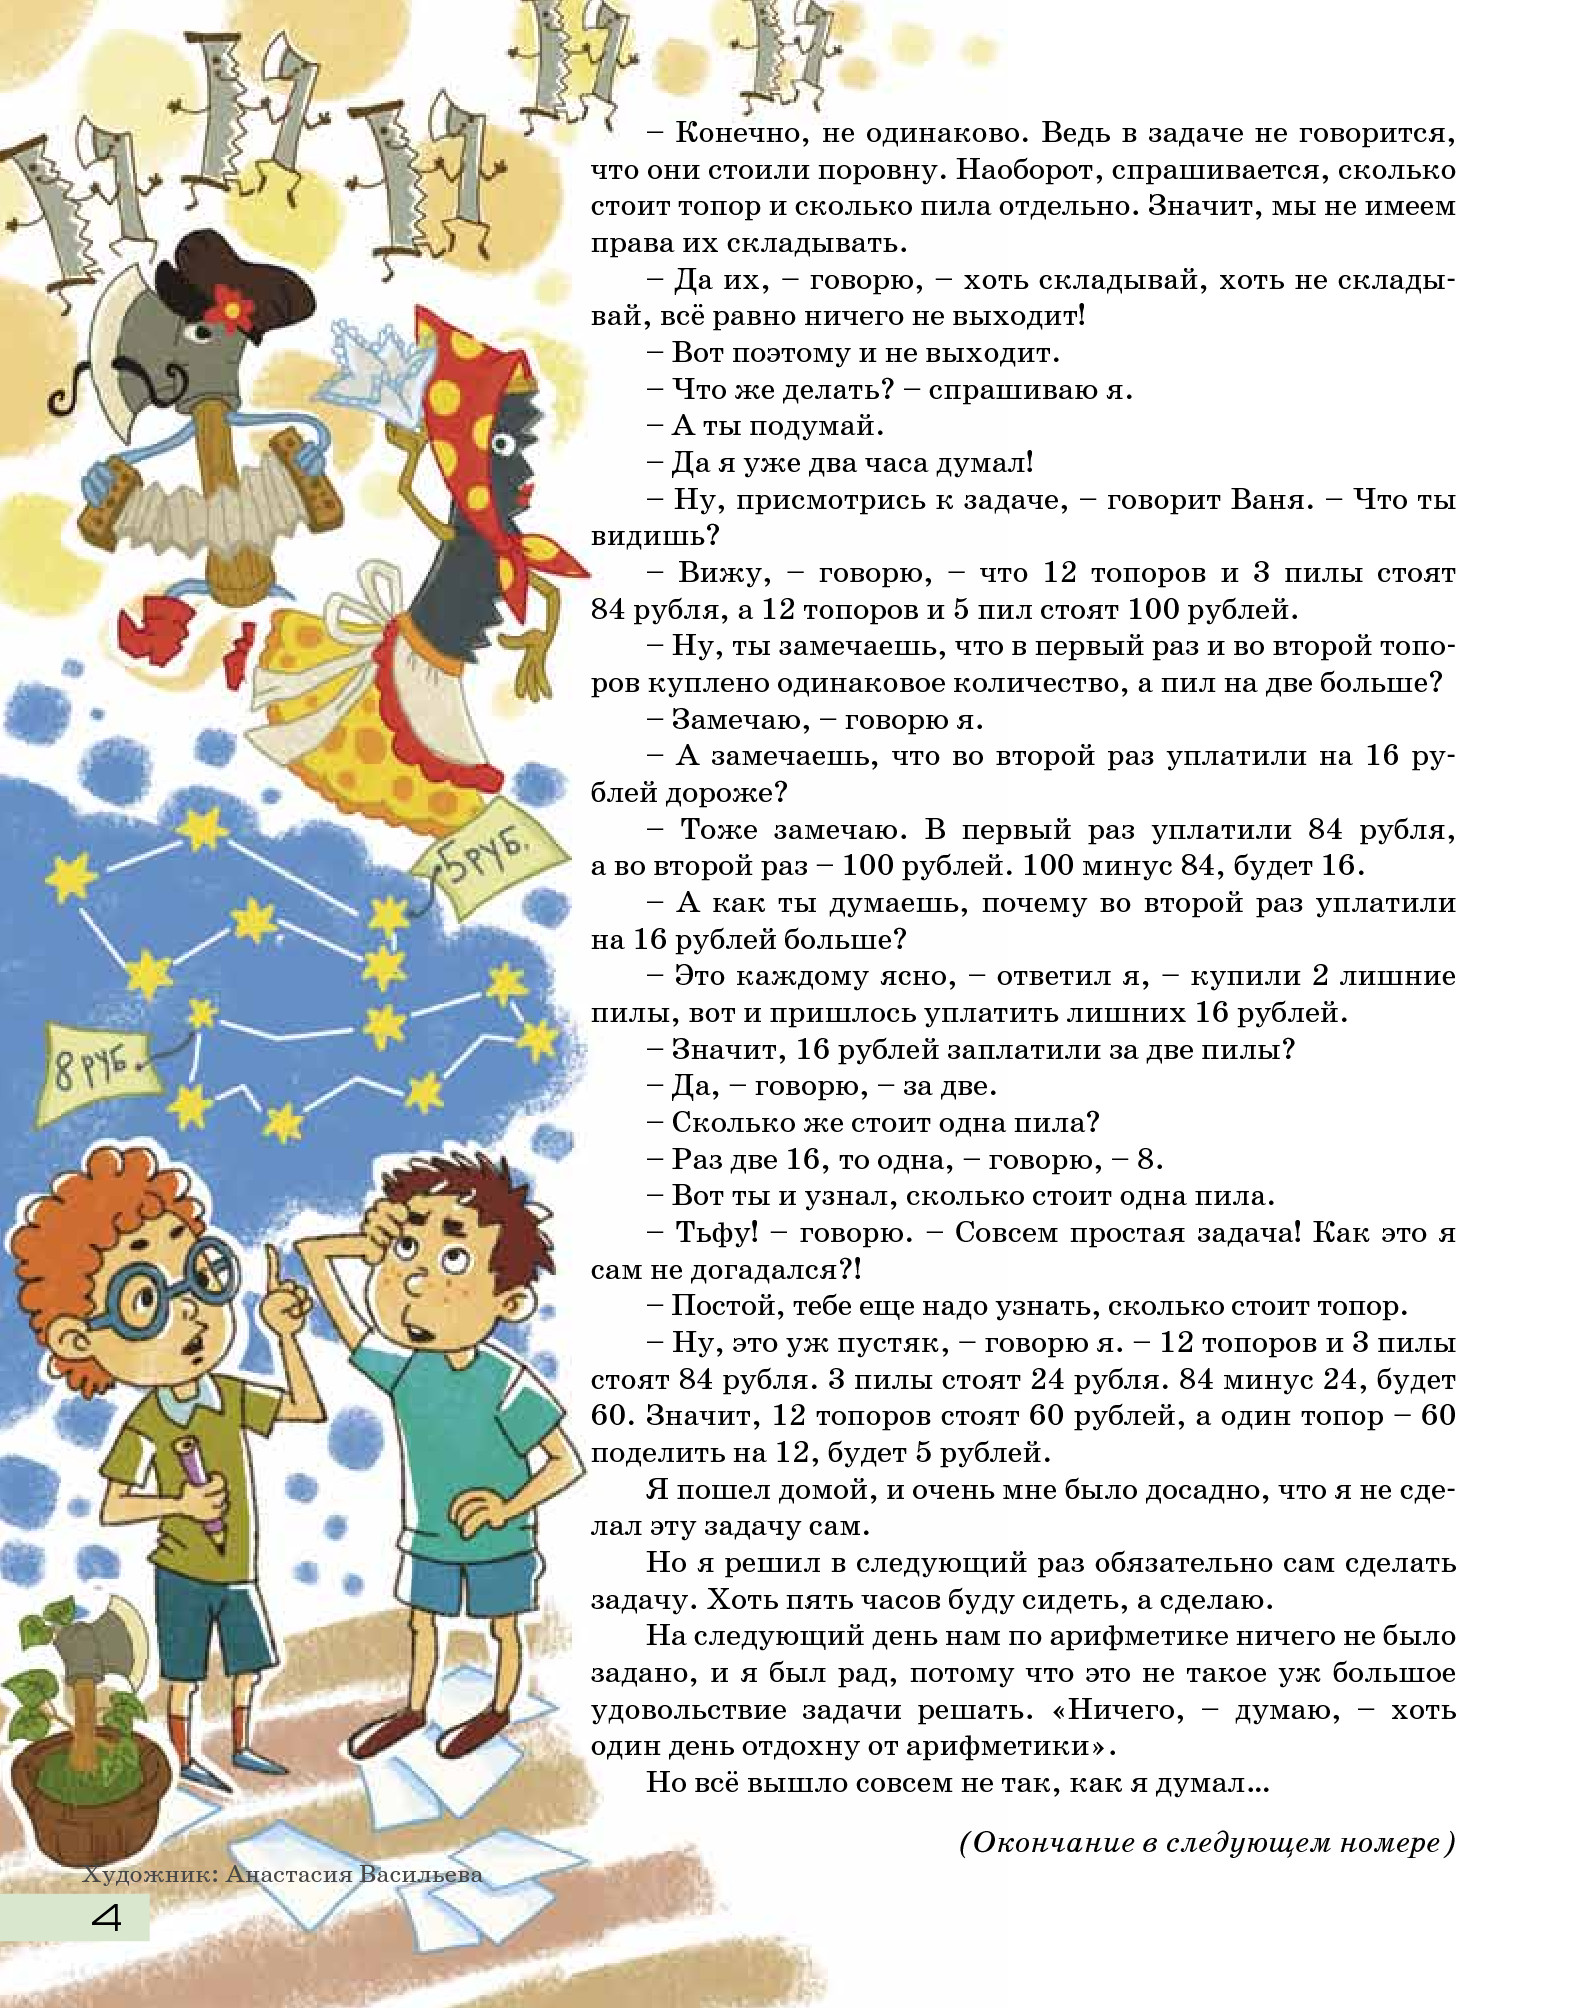 – Конечно, не одинаково. Ведь в задаче не говорится,
что они стоили поровну. Наоборот, спрашивается, сколько
стоит топор и сколько пила отдельно. Значит, мы не имеем
права их складывать.
– Да их, – говорю, – хоть складывай, хоть не склады-
вай, всё равно ничего не выходит!
– Вот поэтому и не выходит.
– Что же делать? – спрашиваю я.
– А ты подумай.
– Да я уже два часа думал!
– Ну, присмотрись к задаче, – говорит Ваня. – Что ты
видишь?
– Вижу, – говорю, – что 12 топоров и 3 пилы стоят
84 рубля, а 12 топоров и 5 пил стоят 100 рублей.
– Ну, ты замечаешь, что в первый раз и во второй топо-
ров куплено одинаковое количество, а пил на две больше?
– Замечаю, – говорю я.
– А замечаешь, что во второй раз уплатили на 16 ру-
блей дороже?
– Тоже замечаю. В первый раз уплатили 84 рубля,
а во второй раз – 100 рублей. 100 минус 84, будет 16.
– А как ты думаешь, почему во второй раз уплатили
на 16 рублей больше?
– Это каждому ясно, – ответил я, – купили 2 лишние
пилы, вот и пришлось уплатить лишних 16 рублей.
– Значит, 16 рублей заплатили за две пилы?
– Да, – говорю, – за две.
– Сколько же стоит одна пила?
– Раз две 16, то одна, – говорю, – 8.
– Вот ты и узнал, сколько стоит одна пила.
– Тьфу! – говорю. – Совсем простая задача! Как это я
сам не догадался?!
– Постой, тебе еще надо узнать, сколько стоит топор.
– Ну, это уж пустяк, – говорю я. – 12 топоров и 3 пилы
стоят 84 рубля. 3 пилы стоят 24 рубля. 84 минус 24, будет
60. Значит, 12 топоров стоят 60 рублей, а один топор – 60
поделить на 12, будет 5 рублей.
Я пошел домой, и очень мне было досадно, что я не сде-
лал эту задачу сам.
Но я решил в следующий раз обязательно сам сделать
задачу. Хоть пять часов буду сидеть, а сделаю.
На следующий день нам по арифметике ничего не было
задано, и я был рад, потому что это не такое уж большое
удовольствие задачи решать. «Ничего, – думаю, – хоть
один день отдохну от арифметики».
Но всё вышло совсем не так, как я думал...
(Окончание в следующем номере)
5 РУБ.
8 РУБ.
Художник: Анастасия Васильева
4